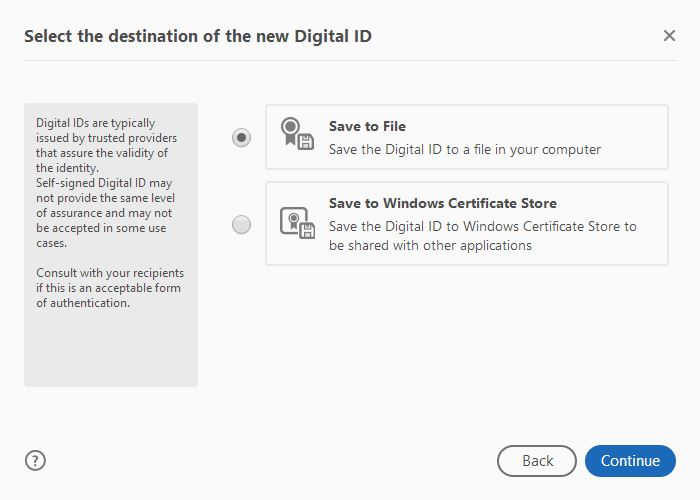 Select the destination of the new Digital ID
Digital IDs are typically
issued by trusted providers
that assure the validity of
the identity.
Self-signed Digital ID may
not provide the same level
of assurance and may not
be accepted in some use
cases.
Consult with your recipients
if this is an acceptable form
of authentication.
Save to File
Save the Digital ID to a file in your computer
Save to Windows Certificate Store
Save the Digital ID to Windows Certificate Store to
be shared with other applications
?
Back
Continue